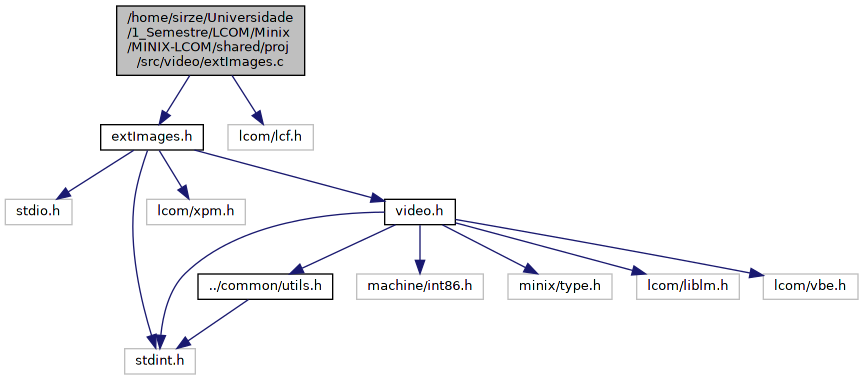 /home/sirze/Universidade
/1_Semestre/LCOM/Minix
/MINIX-LCOM/shared/proj
/src/video/extImages.c
extImages.h
lcom/lcf.h
stdio.h
lcom/xpm.h
video.h
../common/utils.h
machine/int86.h
minix/type.h
lcom/liblm.h
lcom/vbe.h
stdint.h